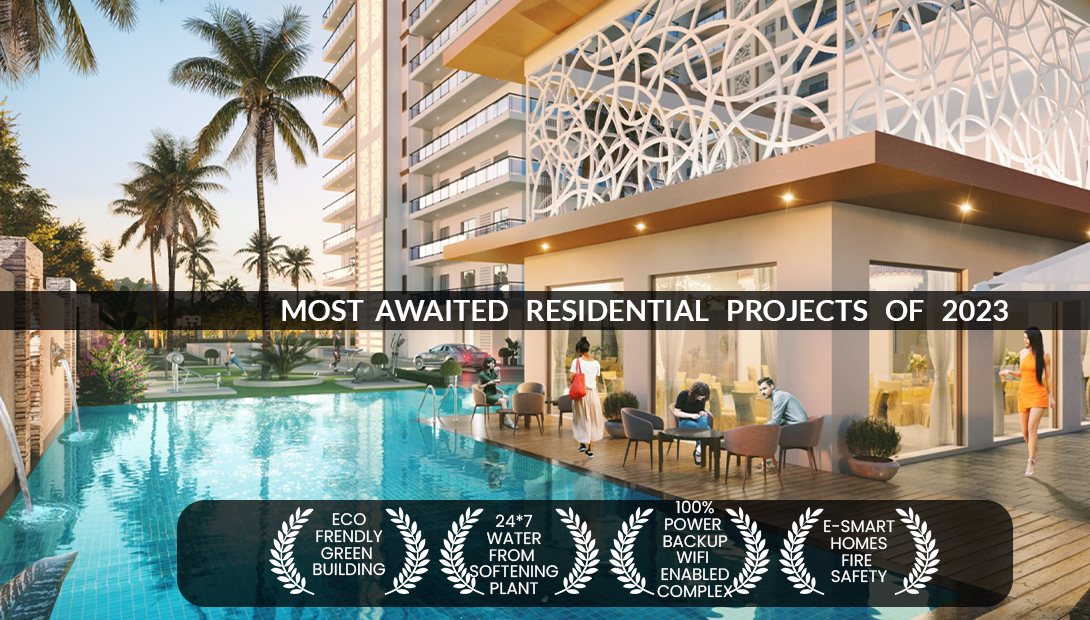 MOST AWAITED RESIDENTIAL PROJECTS OF 2023
ECO
FRENDLY
GREEN
BUILDING
24*7
WATER
FROM
SOFTENING
PLANT
100%
POWER
BACKUP
WIFI
ENABLED
COMPLEX
E-SMART
HOMES
FIRE
SAFETY